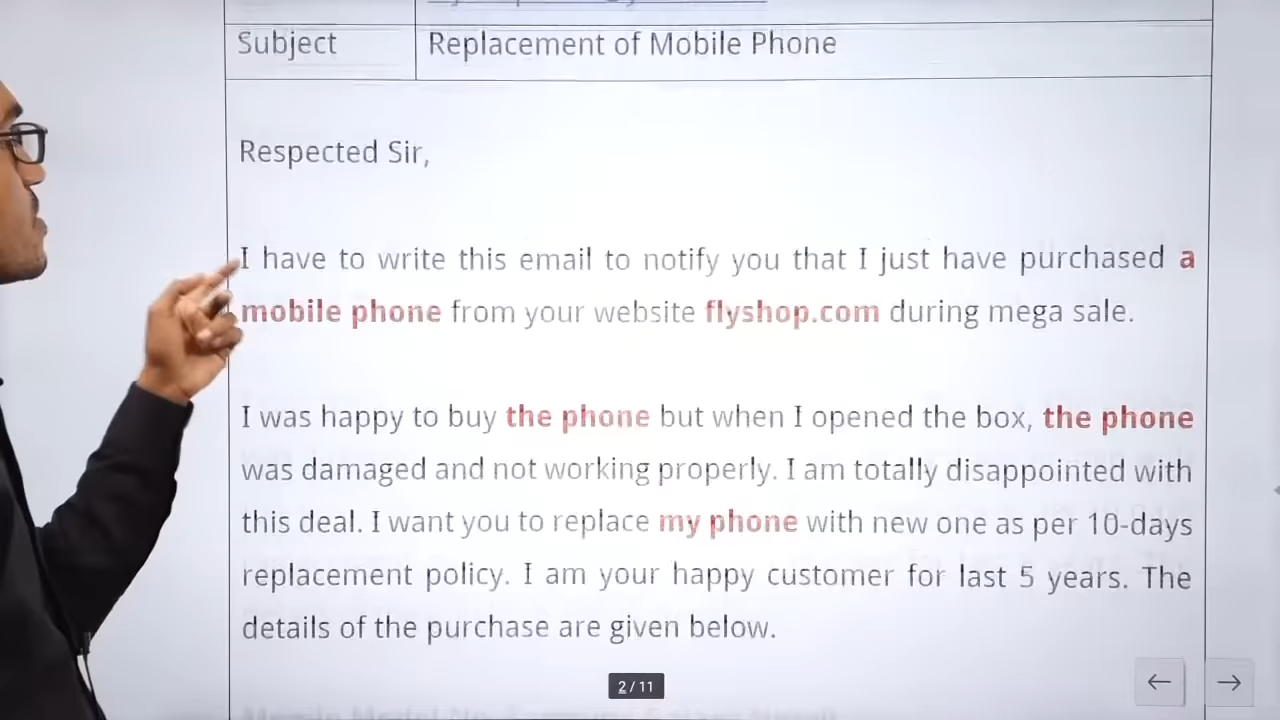 Subject
Replacement of Mobile Phone
Respected Sir,
I have to write this email to notify you that I just have purchased a
mobile phone from your website flyshop.com during mega sale.
I was happy to buy the phone but when I opened the box, the phone
was damaged and not working properly. I am totally disappointed with
this deal. I want you to replace my phone with new one as per 10-days
replacement policy. I am your happy customer for last 5 years. The
details of the purchase are given below.
2 / 11